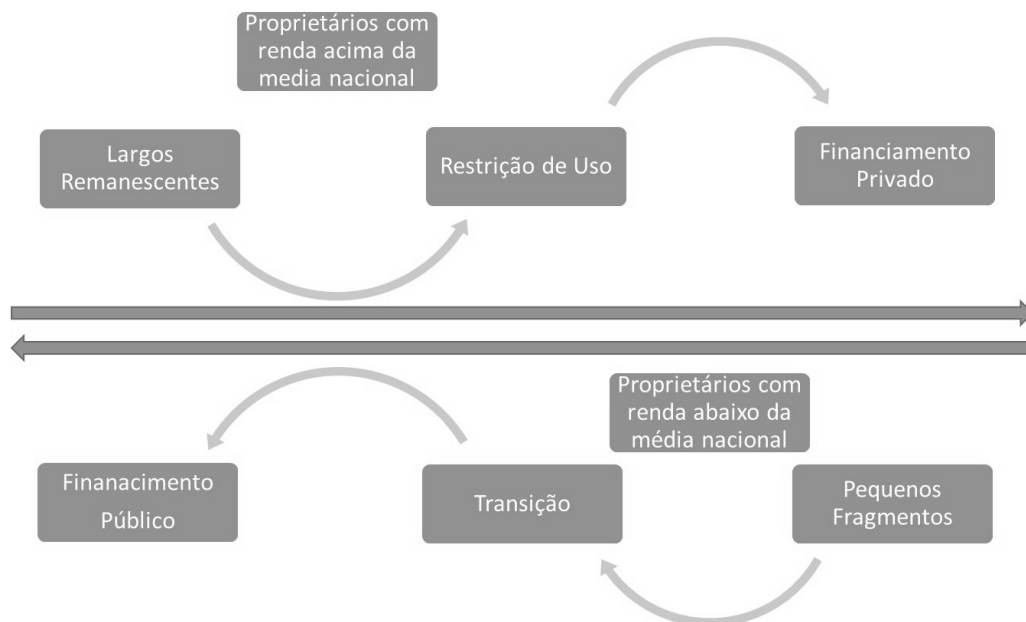 Proprietários com
renda acima da
media nacional
Largos
Remanescentes
Restrição de Uso
Financiamento
Privado
Proprietários com
renda abaixo da
média nacional
Finanacimento
Público
Transição
Pequenos
Fragmentos